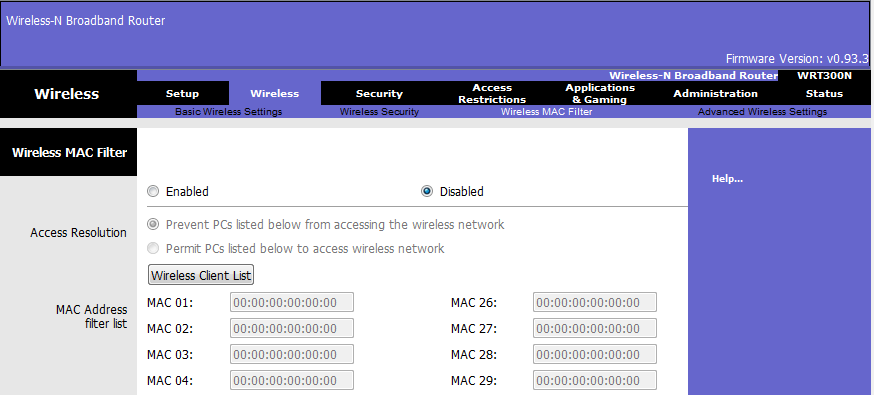 Wireless-N Broadband Router
Firmware Version: v0.93.3
Wireless-N Broadband Router WRT300N
Wireless
Setup Wireless Security Access Restrictions Applications & Gaming Administration Status
Basic Wireless Settings Wireless Security Wireless MAC Filter Advanced Wireless Settings
Wireless MAC Filter
Help...
Enabled Disabled
Access Resolution
Prevent PCs listed below from accessing the wireless network
Permit PCs listed below to access wireless network
Wireless Client List
MAC Address
filter list
MAC 01: 00:00:00:00:00:00 MAC 26: 00:00:00:00:00:00
MAC 02: 00:00:00:00:00:00 MAC 27: 00:00:00:00:00:00
MAC 03: 00:00:00:00:00:00 MAC 28: 00:00:00:00:00:00
MAC 04: 00:00:00:00:00:00 MAC 29: 00:00:00:00:00:00